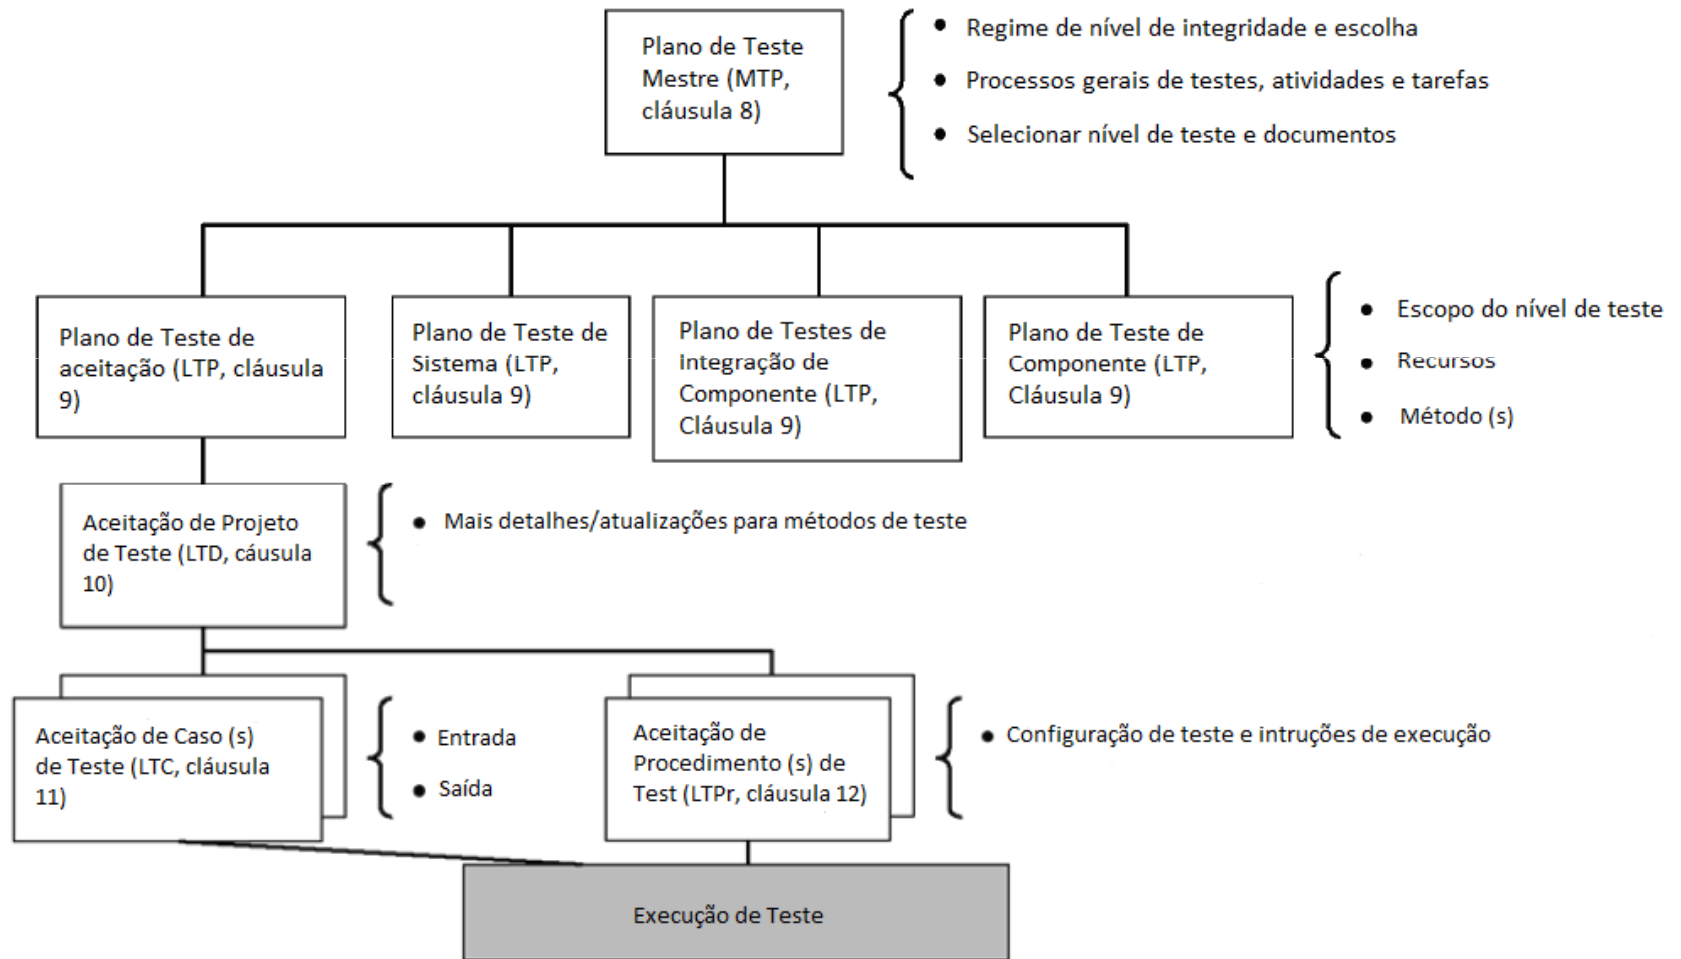 Plano de Teste
Mestre (MTP,
cláusula 8)
● Regime de nível de integridade e escolha
● Processos gerais de testes, atividades e tarefas
● Selecionar nível de teste e documentos
Plano de Teste de
aceitação (LTP, cláusula
9)
Plano de Teste de
Sistema (LTP,
cláusula 9)
Plano de Testes de
Integração de
Componente (LTP,
Cláusula 9)
Plano de Teste de
Componente (LTP,
Cláusula 9)
● Escopo do nível de teste
● Recursos
● Método (s)
Aceitação de Projeto
de Teste (LTD, cáusula
10)
● Mais detalhes/atualizações para métodos de teste
Aceitação de Caso (s)
de Teste (LTC, cláusula
11)
● Entrada
● Saída
Aceitação de
Procedimento (s) de
Test (LTPr, cláusula 12)
● Configuração de teste e intruções de execução
Execução de Teste